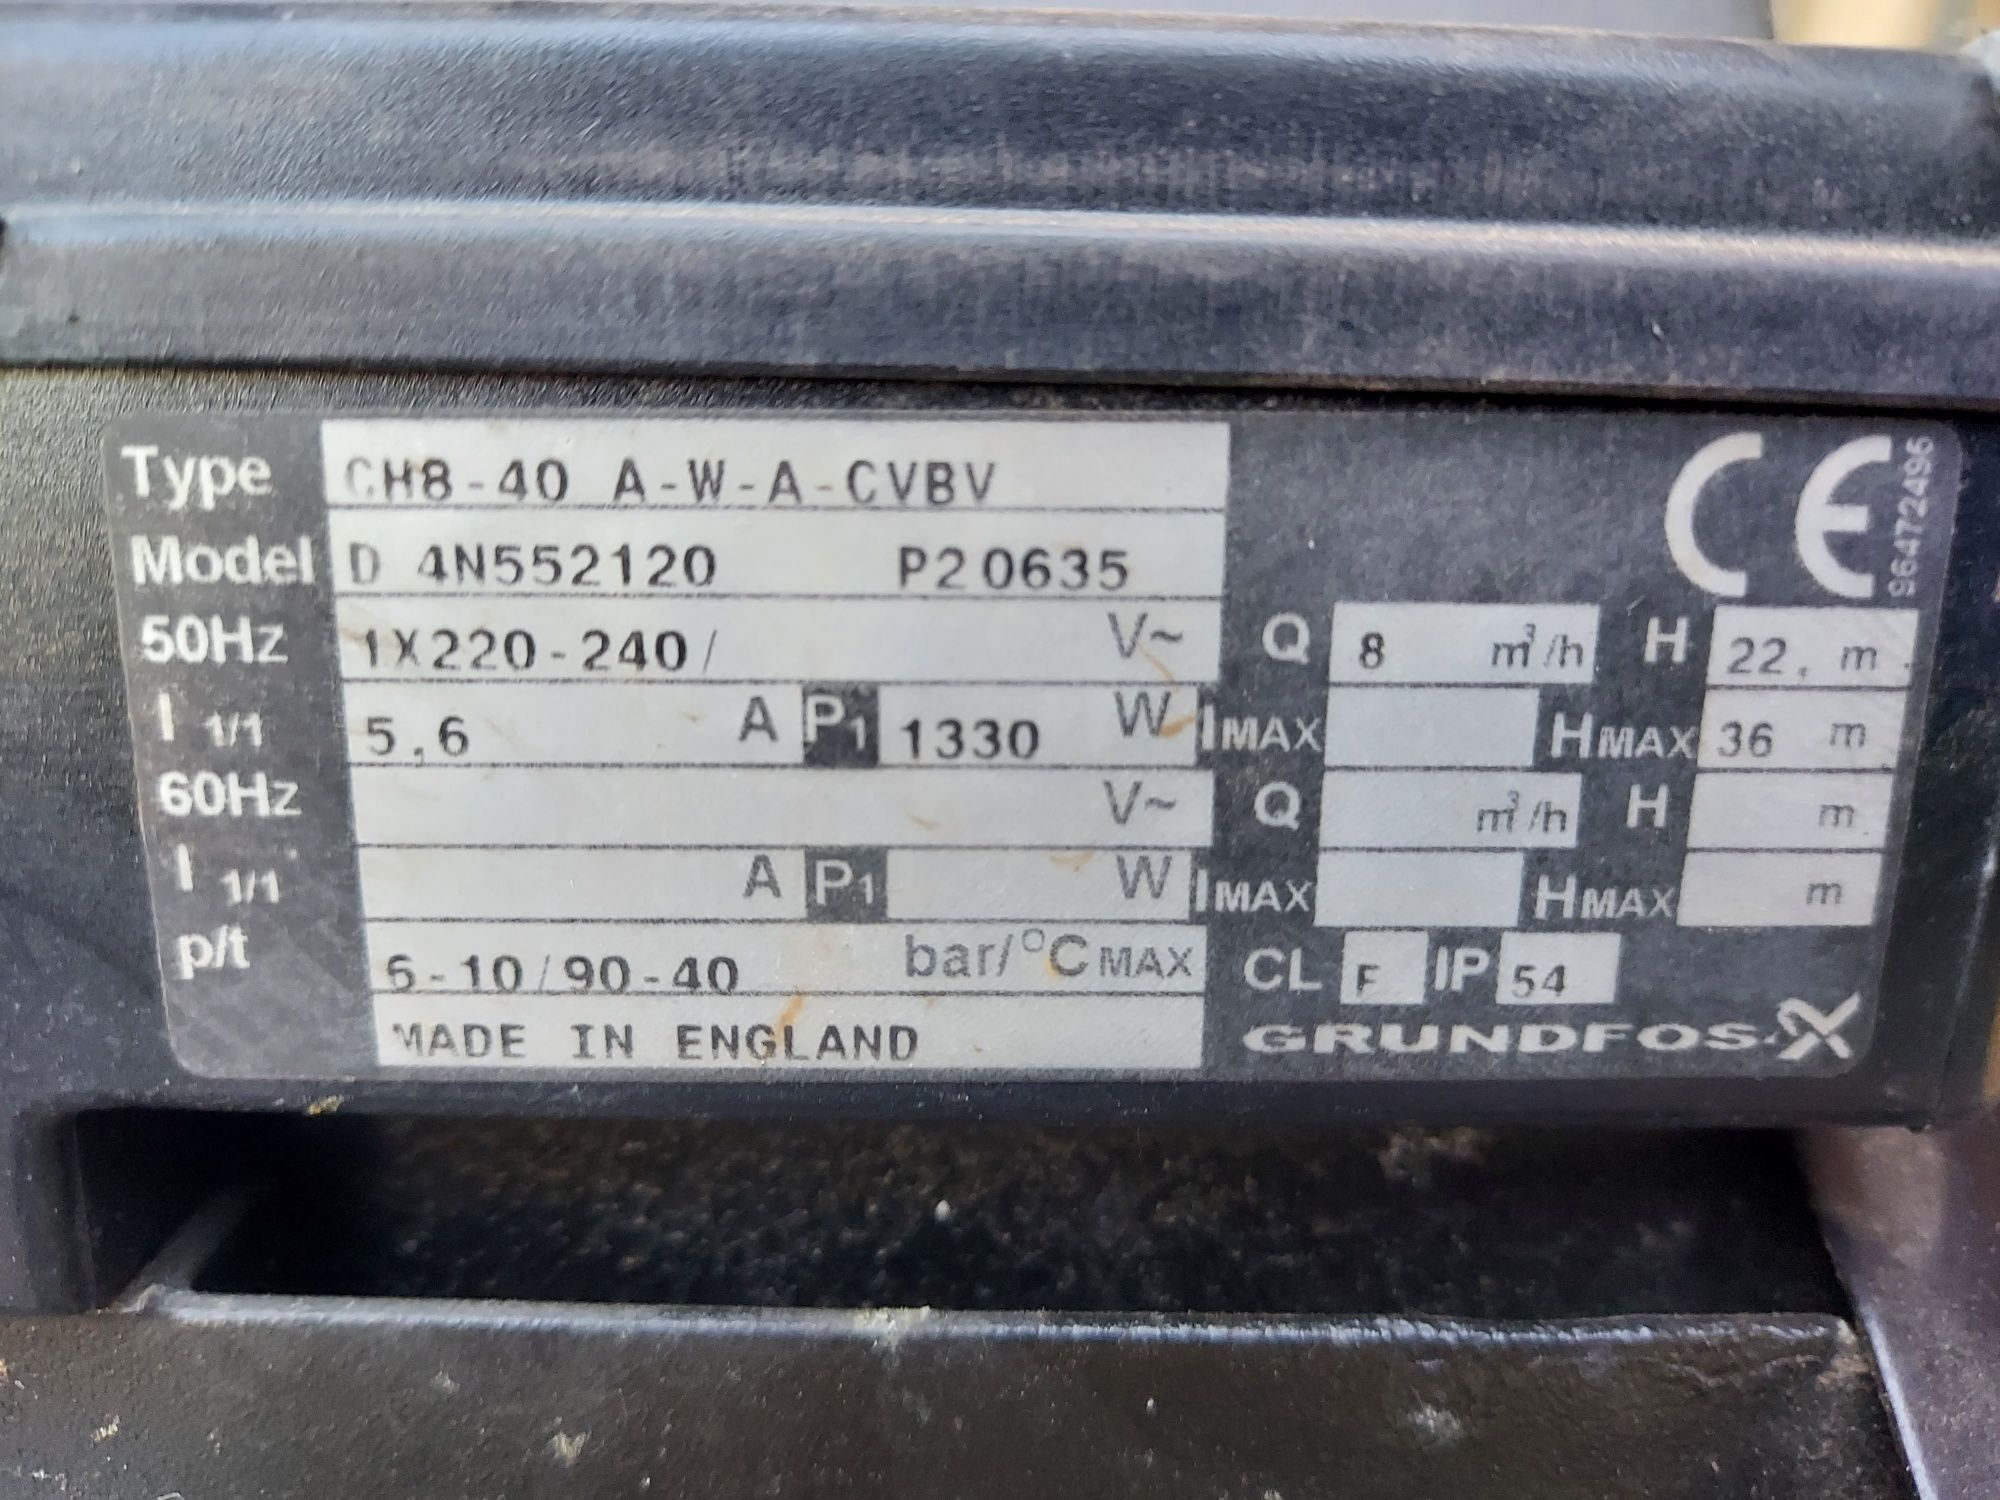 Type CH8-40 A-W-A-CVBV
CE 96472496
Model D 4N552120 P2 0635
50Hz 1X220-240/ V~ Q 8 m³/h H 22, m
I 1/1 5,6 A P1 1330 W IMAX HMAX 36 m
60Hz V~ Q m³/h H m
I 1/1 A P1 W IMAX HMAX m
p/t 6-10/90-40 bar/°C MAX CL F IP 54
MADE IN ENGLAND GRUNDFOS